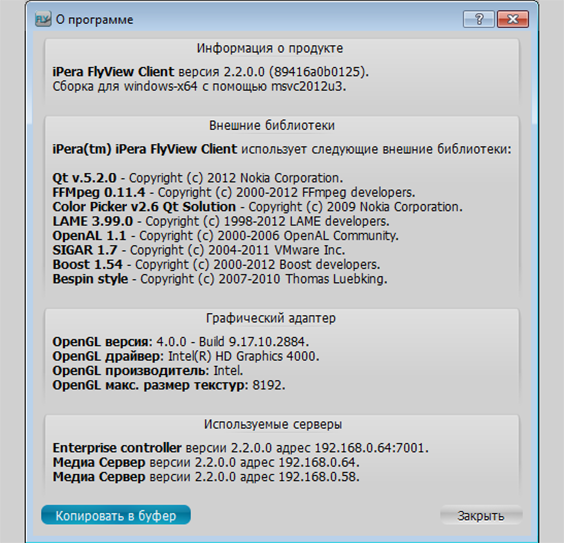 FLY О программе
Информация о продукте
iPera FlyView Client версия 2.2.0.0 (89416a0b0125).
Сборка для windows-x64 с помощью msvc2012u3.
Внешние библиотеки
iPera(tm) iPera FlyView Client использует следующие внешние библиотеки:
Qt v.5.2.0 - Copyright (c) 2012 Nokia Corporation.
FFMpeg 0.11.4 - Copyright (c) 2000-2012 FFmpeg developers.
Color Picker v2.6 Qt Solution - Copyright (c) 2009 Nokia Corporation.
LAME 3.99.0 - Copyright (c) 1998-2012 LAME developers.
OpenAL 1.1 - Copyright (c) 2000-2006 OpenAL Community.
SIGAR 1.7 - Copyright (c) 2004-2011 VMware Inc.
Boost 1.54 - Copyright (c) 2000-2012 Boost developers.
Bespin style - Copyright (c) 2007-2010 Thomas Luebking.
Графический адаптер
OpenGL версия: 4.0.0 - Build 9.17.10.2884.
OpenGL драйвер: Intel(R) HD Graphics 4000.
OpenGL производитель: Intel.
OpenGL макс. размер текстур: 8192.
Используемые серверы
Enterprise controller версии 2.2.0.0 адрес 192.168.0.64:7001.
Медиа Сервер версии 2.2.0.0 адрес 192.168.0.64.
Медиа Сервер версии 2.2.0.0 адрес 192.168.0.58.
Копировать в буфер
Закрыть